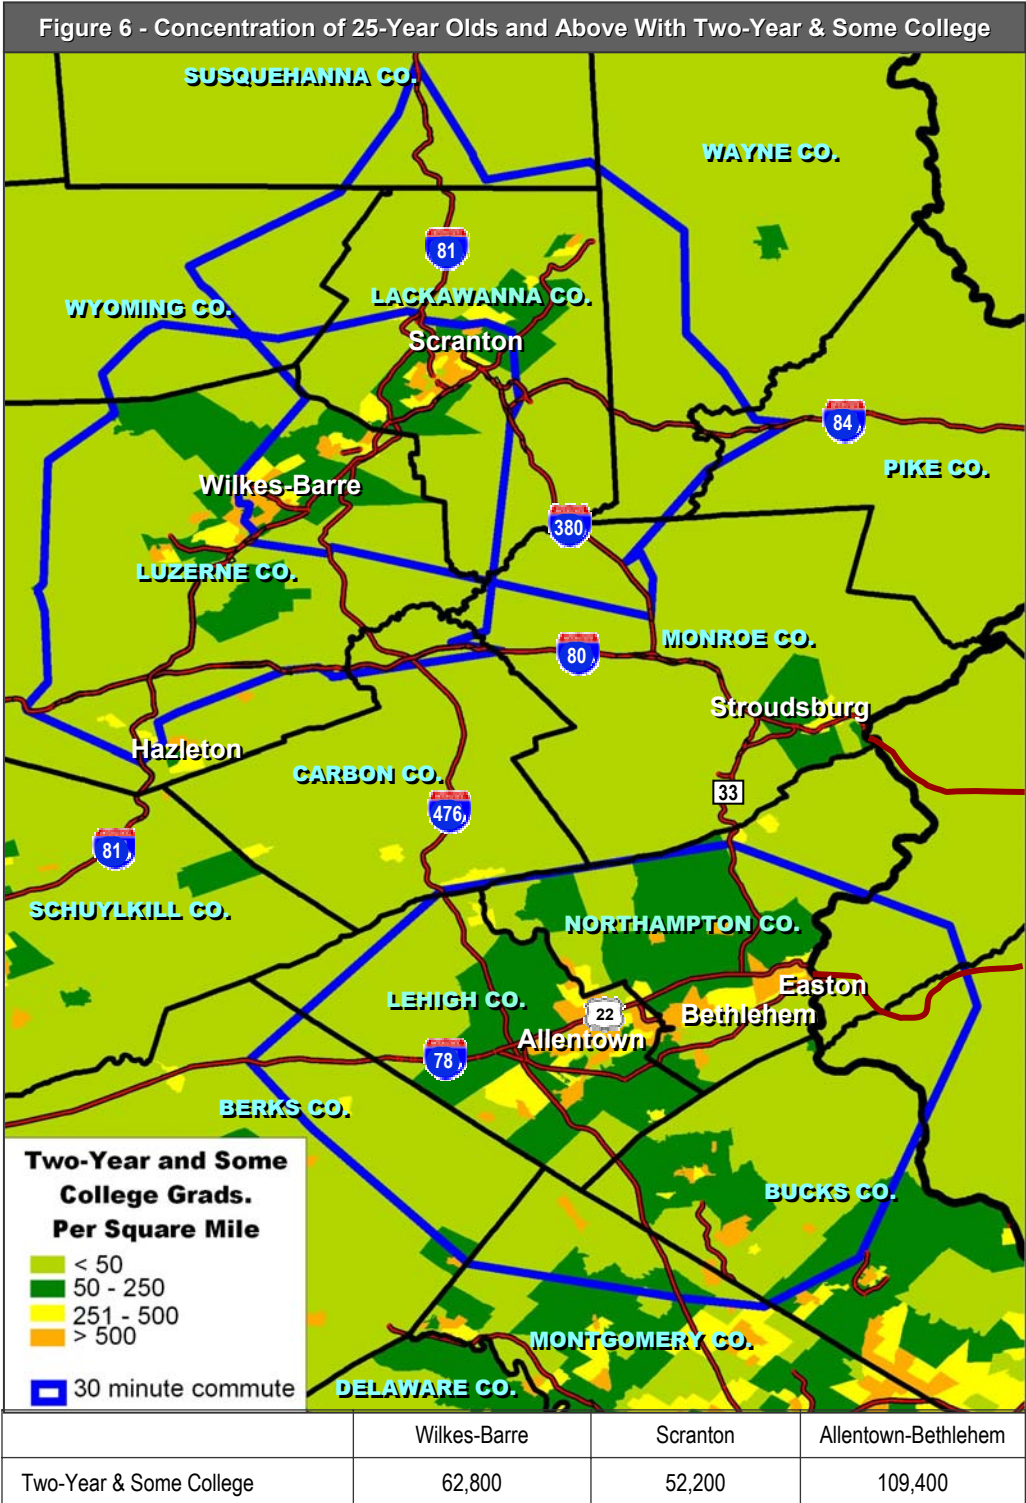 Figure 6 - Concentration of 25-Year Olds and Above With Two-Year & Some College
SUSQUEHANNA CO.
WAYNE CO.
81
LACKAWANNA CO.
WYOMING CO.
Scranton
84
PIKE CO.
Wilkes-Barre
380
LUZERNE CO.
MONROE CO.
80
Stroudsburg
Hazleton
CARBON CO.
33
476
81
SCHUYLKILL CO.
NORTHAMPTON CO.
Easton
LEHIGH CO.
22
Bethlehem
Allentown
78
BERKS CO.
BUCKS CO.
MONTGOMERY CO.
DELAWARE CO.
Two-Year and Some
College Grads.
Per Square Mile
< 50
50 - 250
251 - 500
> 500
30 minute commute
Wilkes-Barre Scranton Allentown-Bethlehem
Two-Year & Some College 62,800 52,200 109,400